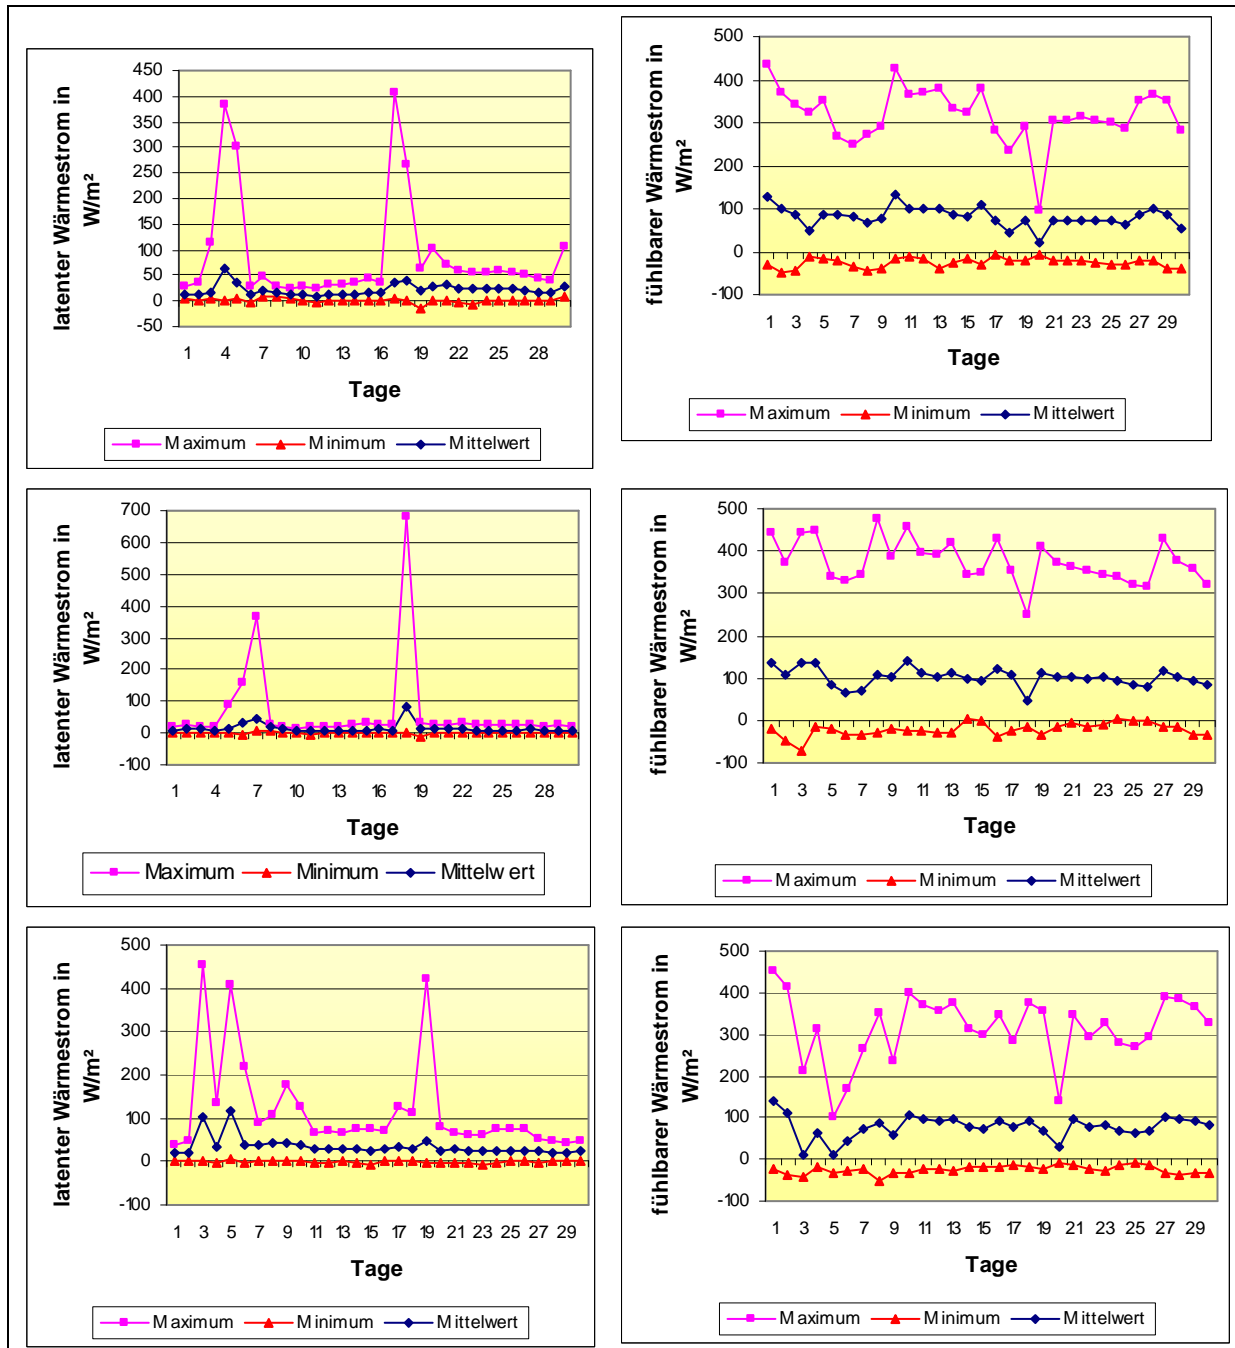 latenter Wärmestrom in
W/m²
450
400
350
300
250
200
150
100
50
0
-50
1 4 7 10 13 16 19 22 25 28
Tage
Maximum Minimum Mittelwert
fühlbarer Wärmestrom in
W/m²
500
400
300
200
100
0
-100
1 3 5 7 9 11 13 15 17 19 21 23 25 27 29
Tage
Maximum Minimum Mittelwert
latenter Wärmestrom in
W/m²
700
600
500
400
300
200
100
0
-100
1 4 7 10 13 16 19 22 25 28
Tage
Maximum Minimum Mittelwert
fühlbarer Wärmestrom in
W/m²
500
400
300
200
100
0
-100
1 3 5 7 9 11 13 15 17 19 21 23 25 27 29
Tage
Maximum Minimum Mittelwert
latenter Wärmestrom in
W/m²
500
400
300
200
100
0
-100
1 3 5 7 9 11 13 15 17 19 21 23 25 27 29
Tage
Maximum Minimum Mittelwert
fühlbarer Wärmestrom in
W/m²
500
400
300
200
100
0
-100
1 3 5 7 9 11 13 15 17 19 21 23 25 27 29
Tage
Maximum Minimum Mittelwert